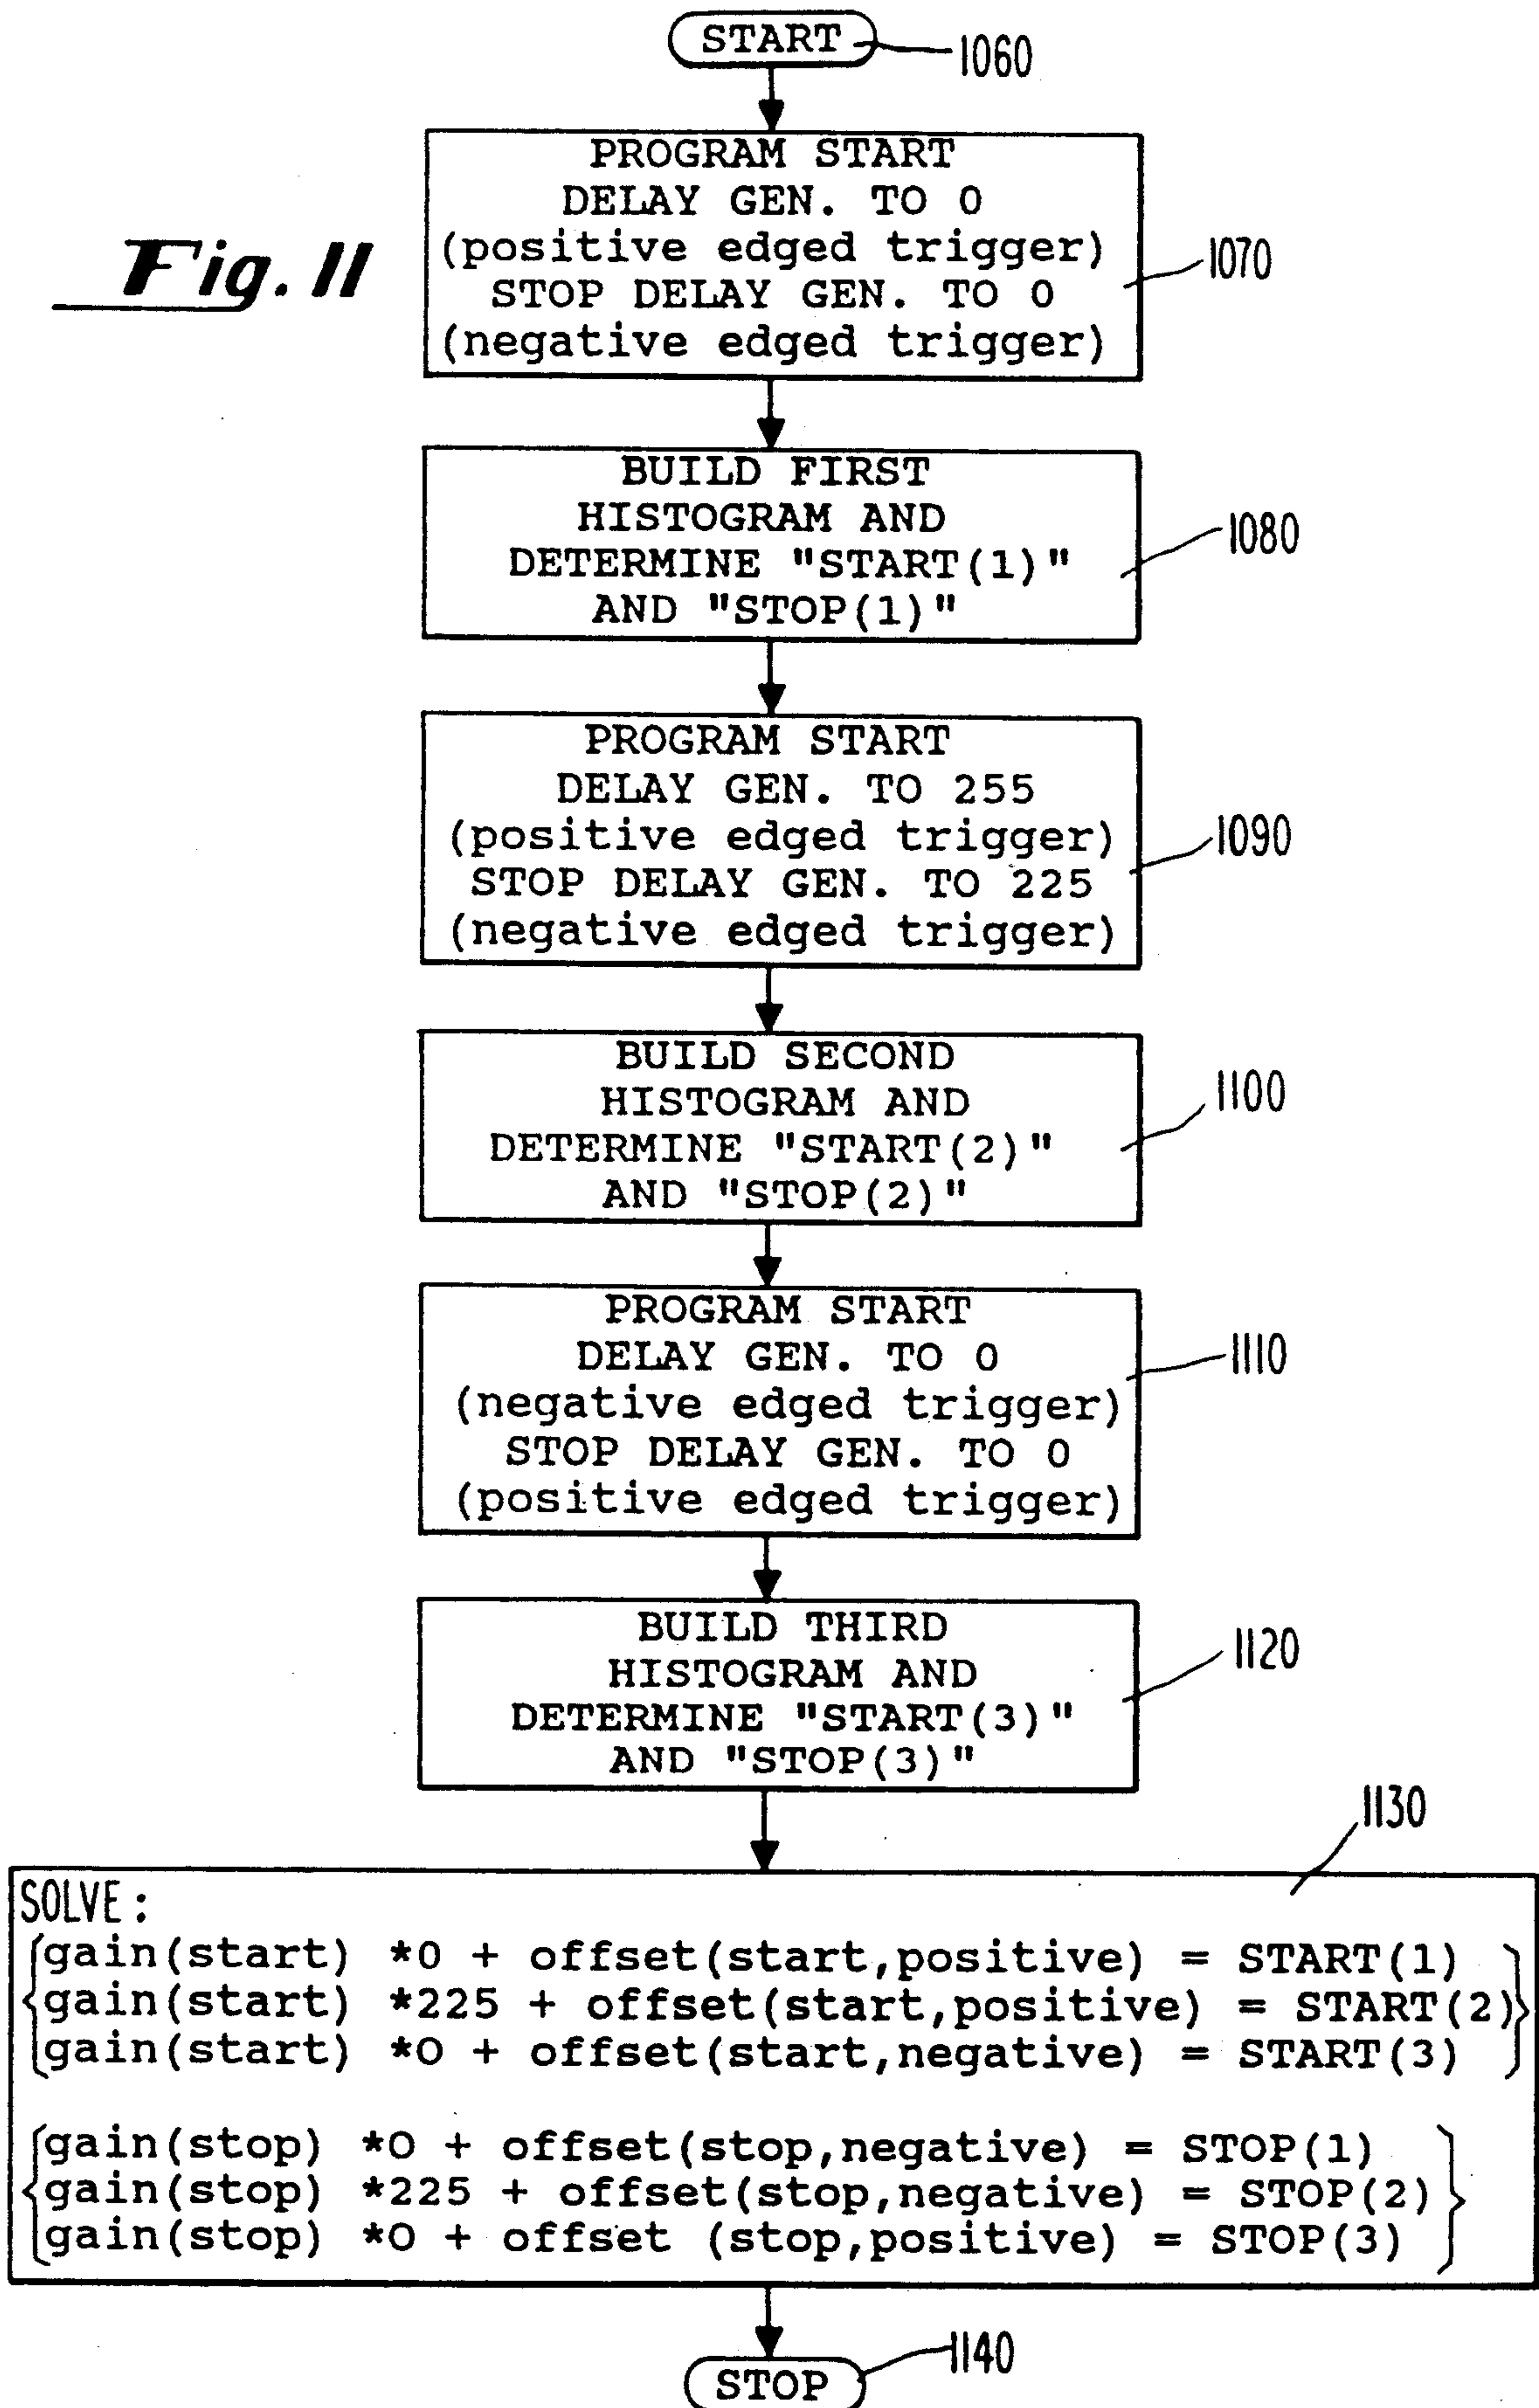 START
1060
PROGRAM START
DELAY GEN. TO 0
(positive edged trigger)
STOP DELAY GEN. TO 0
(negative edged trigger)
1070
Fig. 11
BUILD FIRST
HISTOGRAM AND
DETERMINE "START(1)"
AND "STOP(1)"
1080
PROGRAM START
DELAY GEN. TO 255
(positive edged trigger)
STOP DELAY GEN. TO 225
(negative edged trigger)
1090
BUILD SECOND
HISTOGRAM AND
DETERMINE "START(2)"
AND "STOP(2)"
1100
PROGRAM START
DELAY GEN. TO 0
(negative edged trigger)
STOP DELAY GEN. TO 0
(positive edged trigger)
1110
BUILD THIRD
HISTOGRAM AND
DETERMINE "START(3)"
AND "STOP(3)"
1120
1130
SOLVE:
gain(start) *0 + offset(start,positive) = START(1)
gain(start) *225 + offset(start,positive) = START(2)
gain(start) *0 + offset(start,negative) = START(3)
gain(stop) *0 + offset(stop,negative) = STOP(1)
gain(stop) *225 + offset(stop,negative) = STOP(2)
gain(stop) *0 + offset (stop,positive) = STOP(3)
STOP
1140